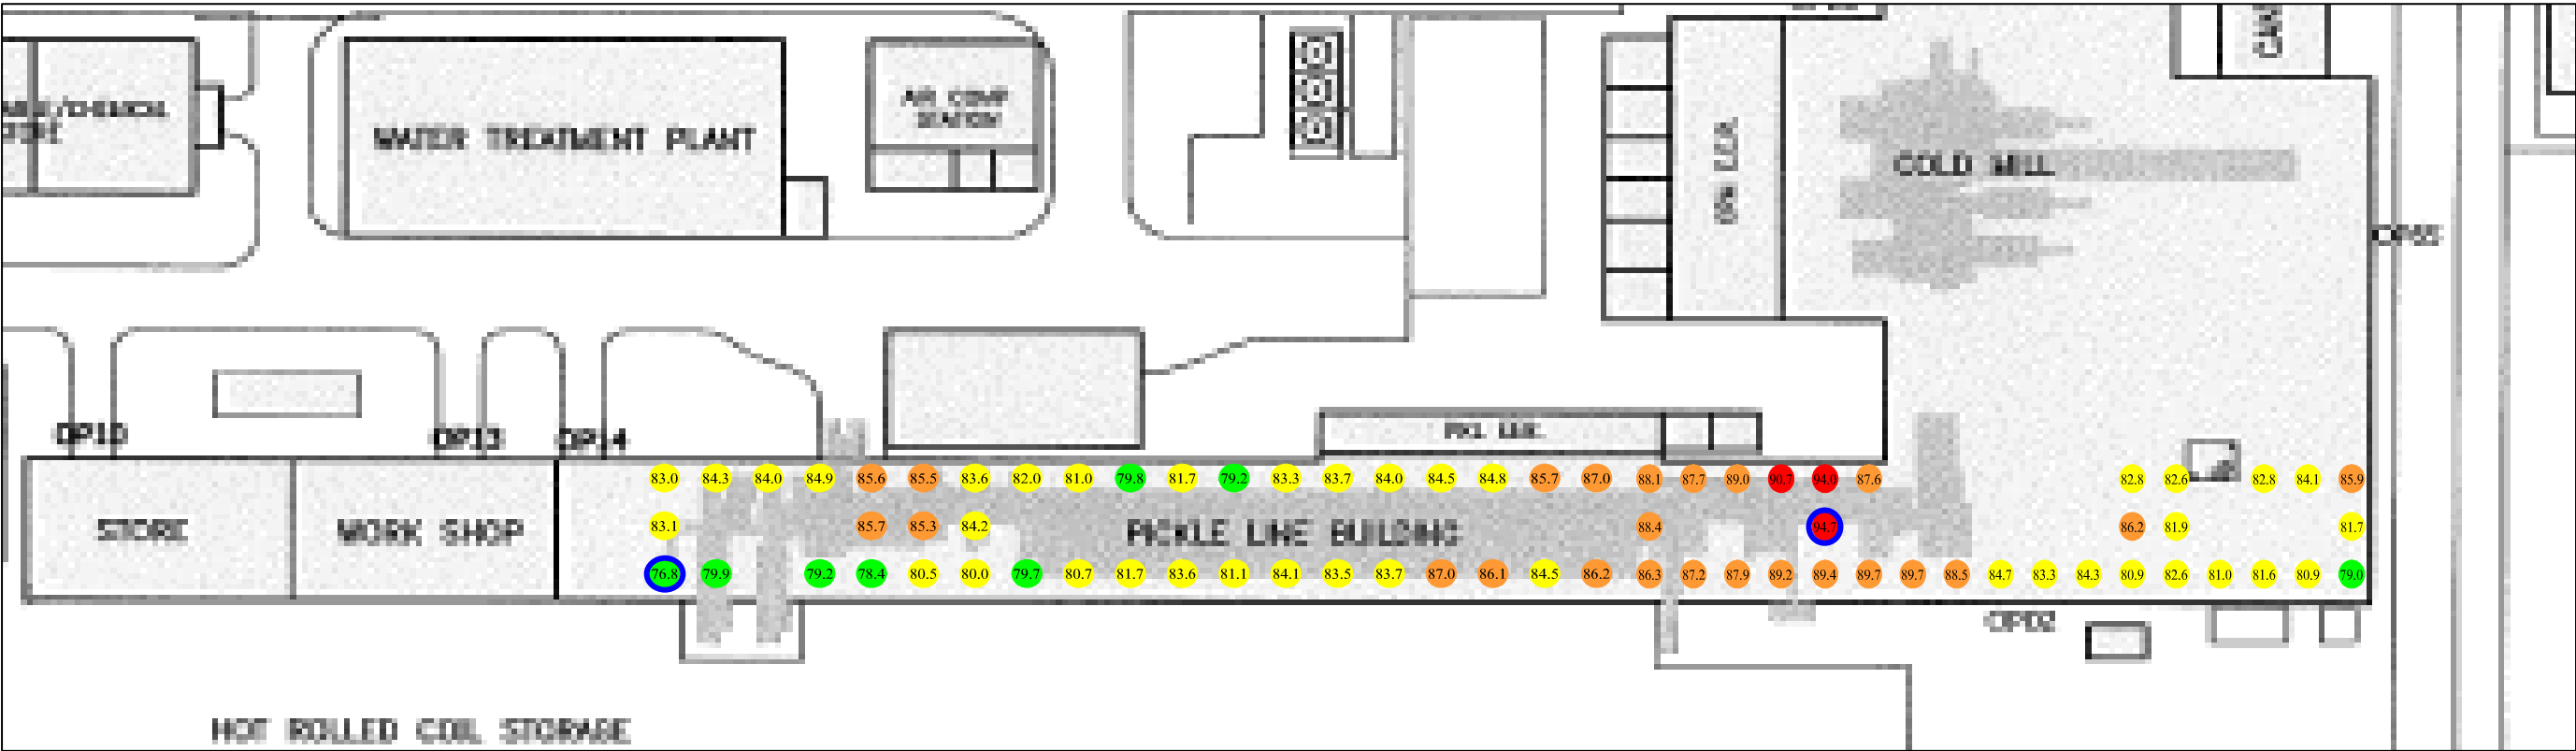 WATER TREATMENT PLANT
AIR COMP
STATION
COLD MILL
DP10
DP13
DP14
83.0 84.3 84.0 84.9 85.6 85.5 83.6 82.0 81.0 79.8 81.7 79.2 83.3 83.7 84.0 84.5 84.8 85.7 87.0 88.1 87.7 89.0 90.7 94.0 87.6 82.8 82.6 82.8 84.1 85.9
83.1 85.7 85.3 84.2 88.4 94.7 86.2 81.9 81.7
STORE
WORK SHOP
PICKLE LINE BUILDING
76.8 79.9 79.2 78.4 80.5 80.0 79.7 80.7 81.7 83.6 81.1 84.1 83.5 83.7 87.0 86.1 84.5 86.2 86.3 87.2 87.9 89.2 89.4 89.7 89.7 88.5 84.7 83.3 84.3 80.9 82.6 81.0 81.6 80.9 79.0
HOT ROLLED COIL STORAGE